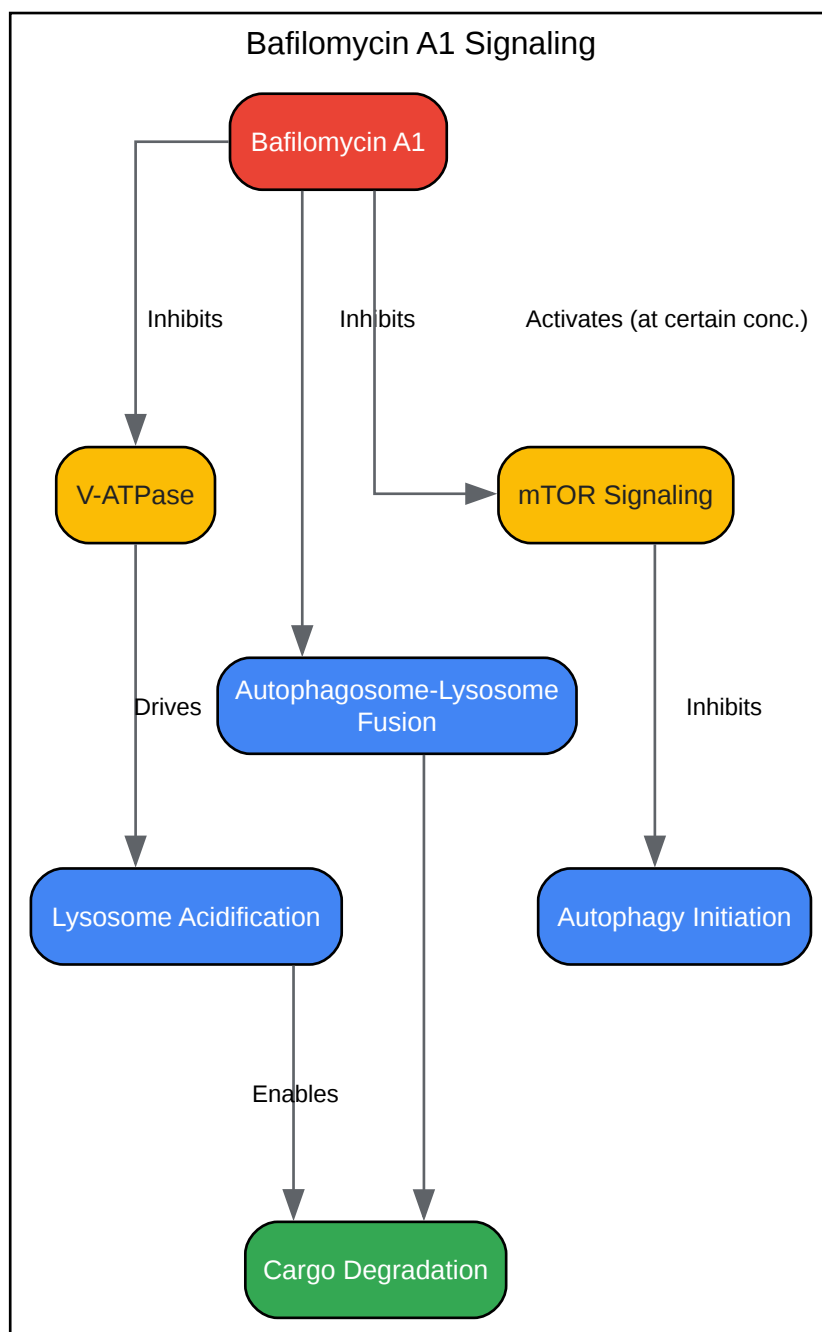 Bafilomycin A1 Signaling
Bafilomycin A1
Inhibits
Inhibits
Activates (at certain conc.)
V-ATPase
mTOR Signaling
Autophagosome-Lysosome
Fusion
Drives
Inhibits
Lysosome Acidification
Autophagy Initiation
Enables
Cargo Degradation